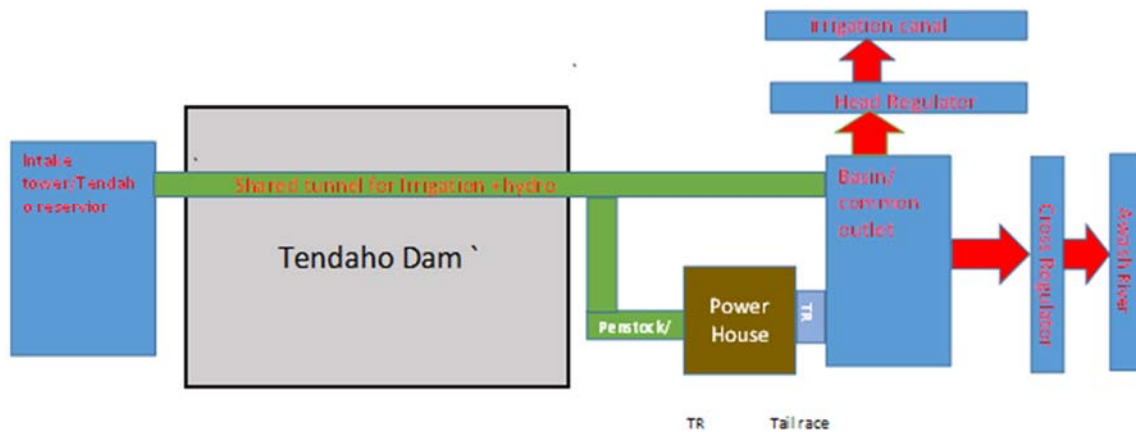 Irrigation canal
Head Regulator
Intake
tower/Tendah
o reservior
Shared tunnel for Irrigation +hydro
Basin/
common
outlet
Tendaho Dam `
Cross Regulator
Awash River
Penstock/
Power
House
TR
TR Tail race